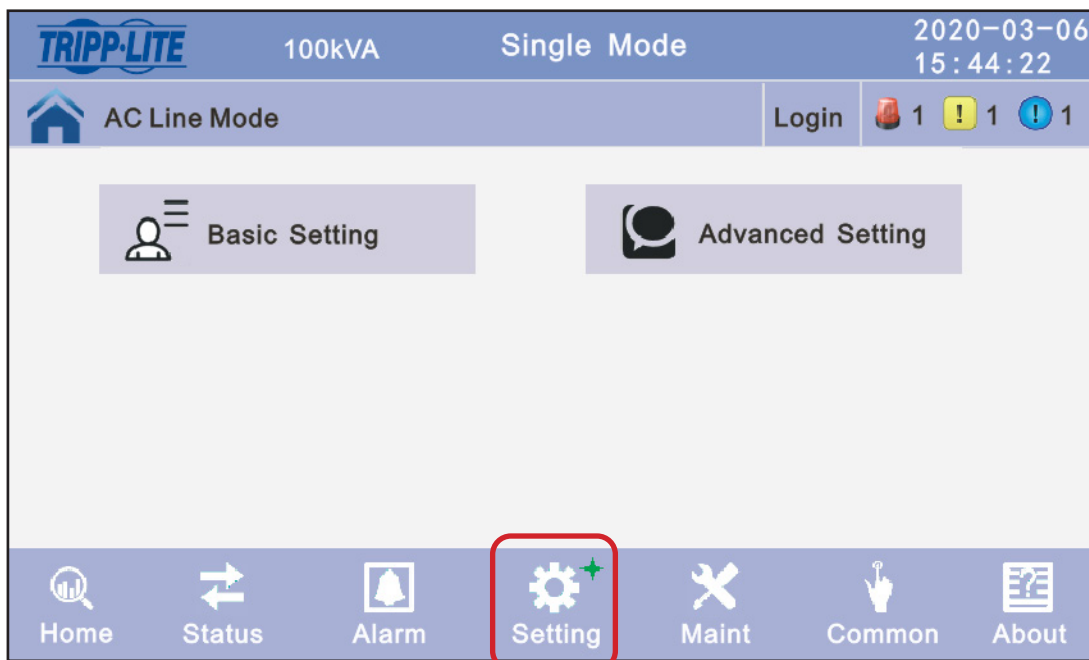 TRIPP·LITE 100kVA Single Mode 2020-03-06
15:44:22
AC Line Mode Login 1 ! 1 ! 1
Basic Setting Advanced Setting
Home Status Alarm Setting Maint Common About